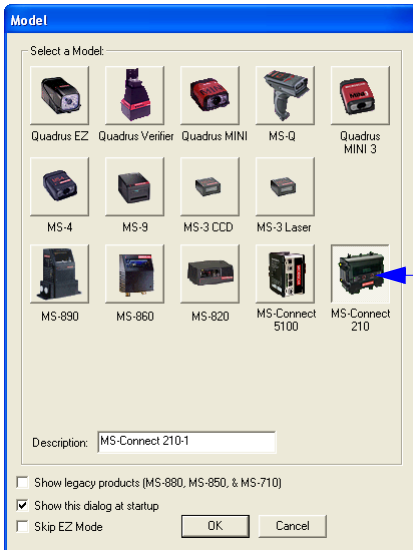 Model
Select a Model:
Quadrus EZ Quadrus Verifier Quadrus MINI MS-Q Quadrus MINI 3
MS-4 MS-9 MS-3 CCD MS-3 Laser
MS-890 MS-860 MS-820 MS-Connect 5100 MS-Connect 210
Description: MS-Connect 210-1
Show legacy products (MS-880, MS-850, & MS-710)
Show this dialog at startup
Skip EZ Mode OK Cancel